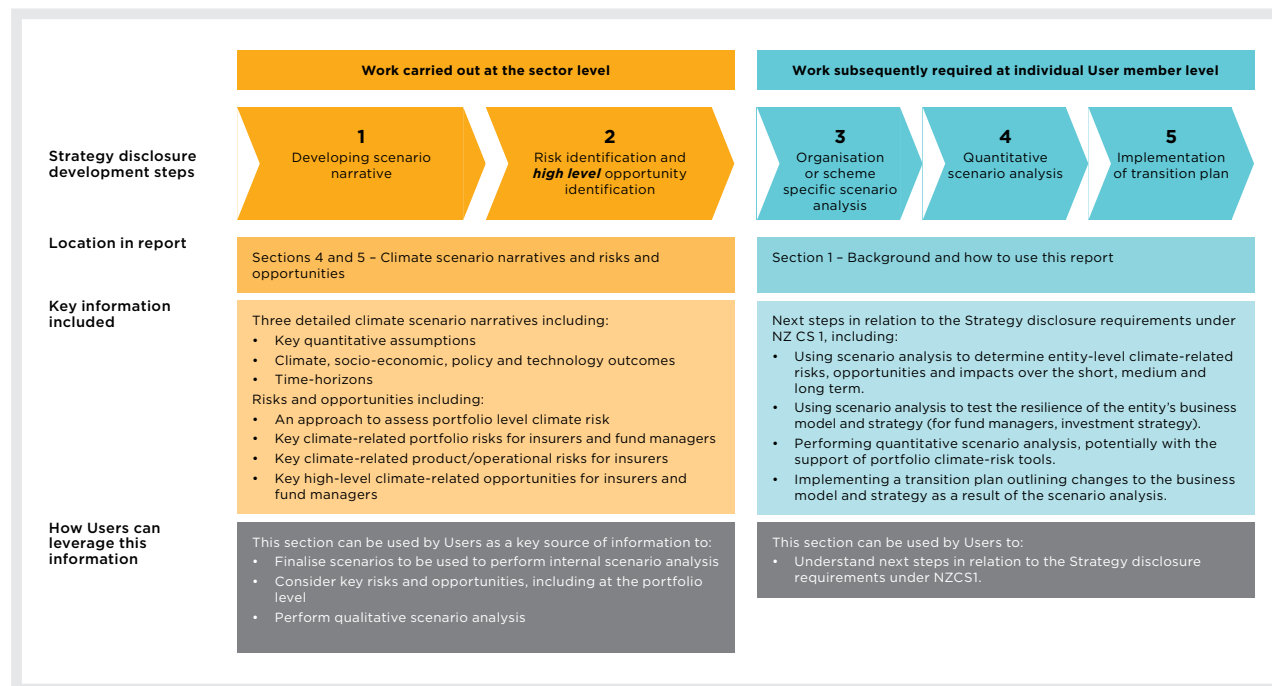 Work carried out at the sector level
Work subsequently required at individual User member level
Strategy disclosure
development steps
1
Developing scenario
narrative
2
Risk identification and
high level opportunity
identification
3
Organisation
or scheme
specific scenario
analysis
4
Quantitative
scenario analysis
5
Implementation
of transition plan
Location in report
Sections 4 and 5 – Climate scenario narratives and risks and
opportunities
Section 1 – Background and how to use this report
Key information
included
Three detailed climate scenario narratives including:
• Key quantitative assumptions
• Climate, socio-economic, policy and technology outcomes
• Time-horizons
Risks and opportunities including:
• An approach to assess portfolio level climate risk
• Key climate-related portfolio risks for insurers and fund managers
• Key climate-related product/operational risks for insurers
• Key high-level climate-related opportunities for insurers and
fund managers
Next steps in relation to the Strategy disclosure requirements under
NZ CS 1, including:
• Using scenario analysis to determine entity-level climate-related
risks, opportunities and impacts over the short, medium and
long term.
• Using scenario analysis to test the resilience of the entity's business
model and strategy (for fund managers, investment strategy).
• Performing quantitative scenario analysis, potentially with the
support of portfolio climate-risk tools.
• Implementing a transition plan outlining changes to the business
model and strategy as a result of the scenario analysis.
How Users can
leverage this
information
This section can be used by Users as a key source of information to:
• Finalise scenarios to be used to perform internal scenario analysis
• Consider key risks and opportunities, including at the portfolio
level
• Perform qualitative scenario analysis
This section can be used by Users to:
• Understand next steps in relation to the Strategy disclosure
requirements under NZCS1.